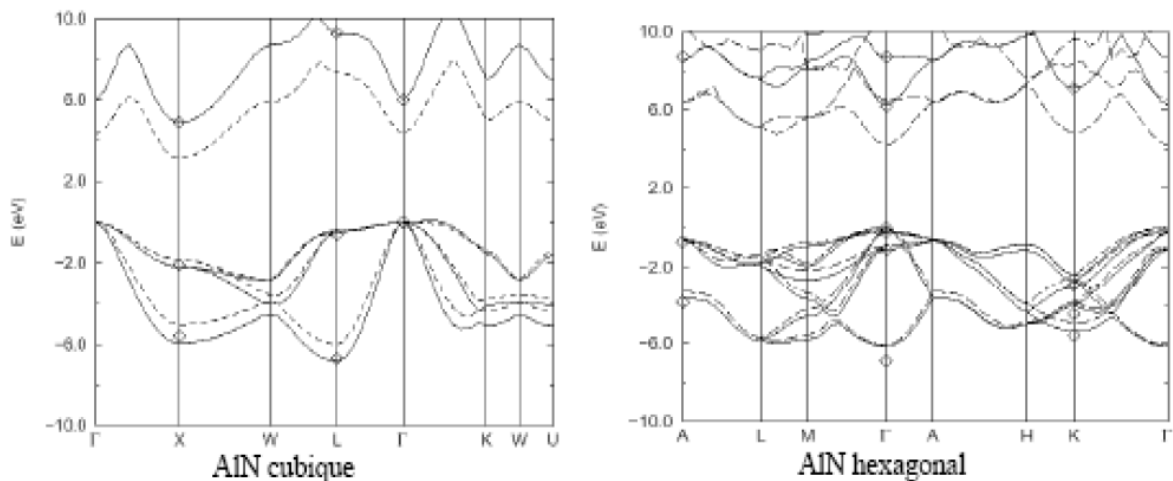 10.0
6.0
2.0
E (eV)
−2.0
−6.0
−10.0
Γ X W L Γ K W U
AlN cubique
10.0
6.0
2.0
E (eV)
−2.0
−6.0
−10.0
A L M Γ A H K Γ
AlN hexagonal